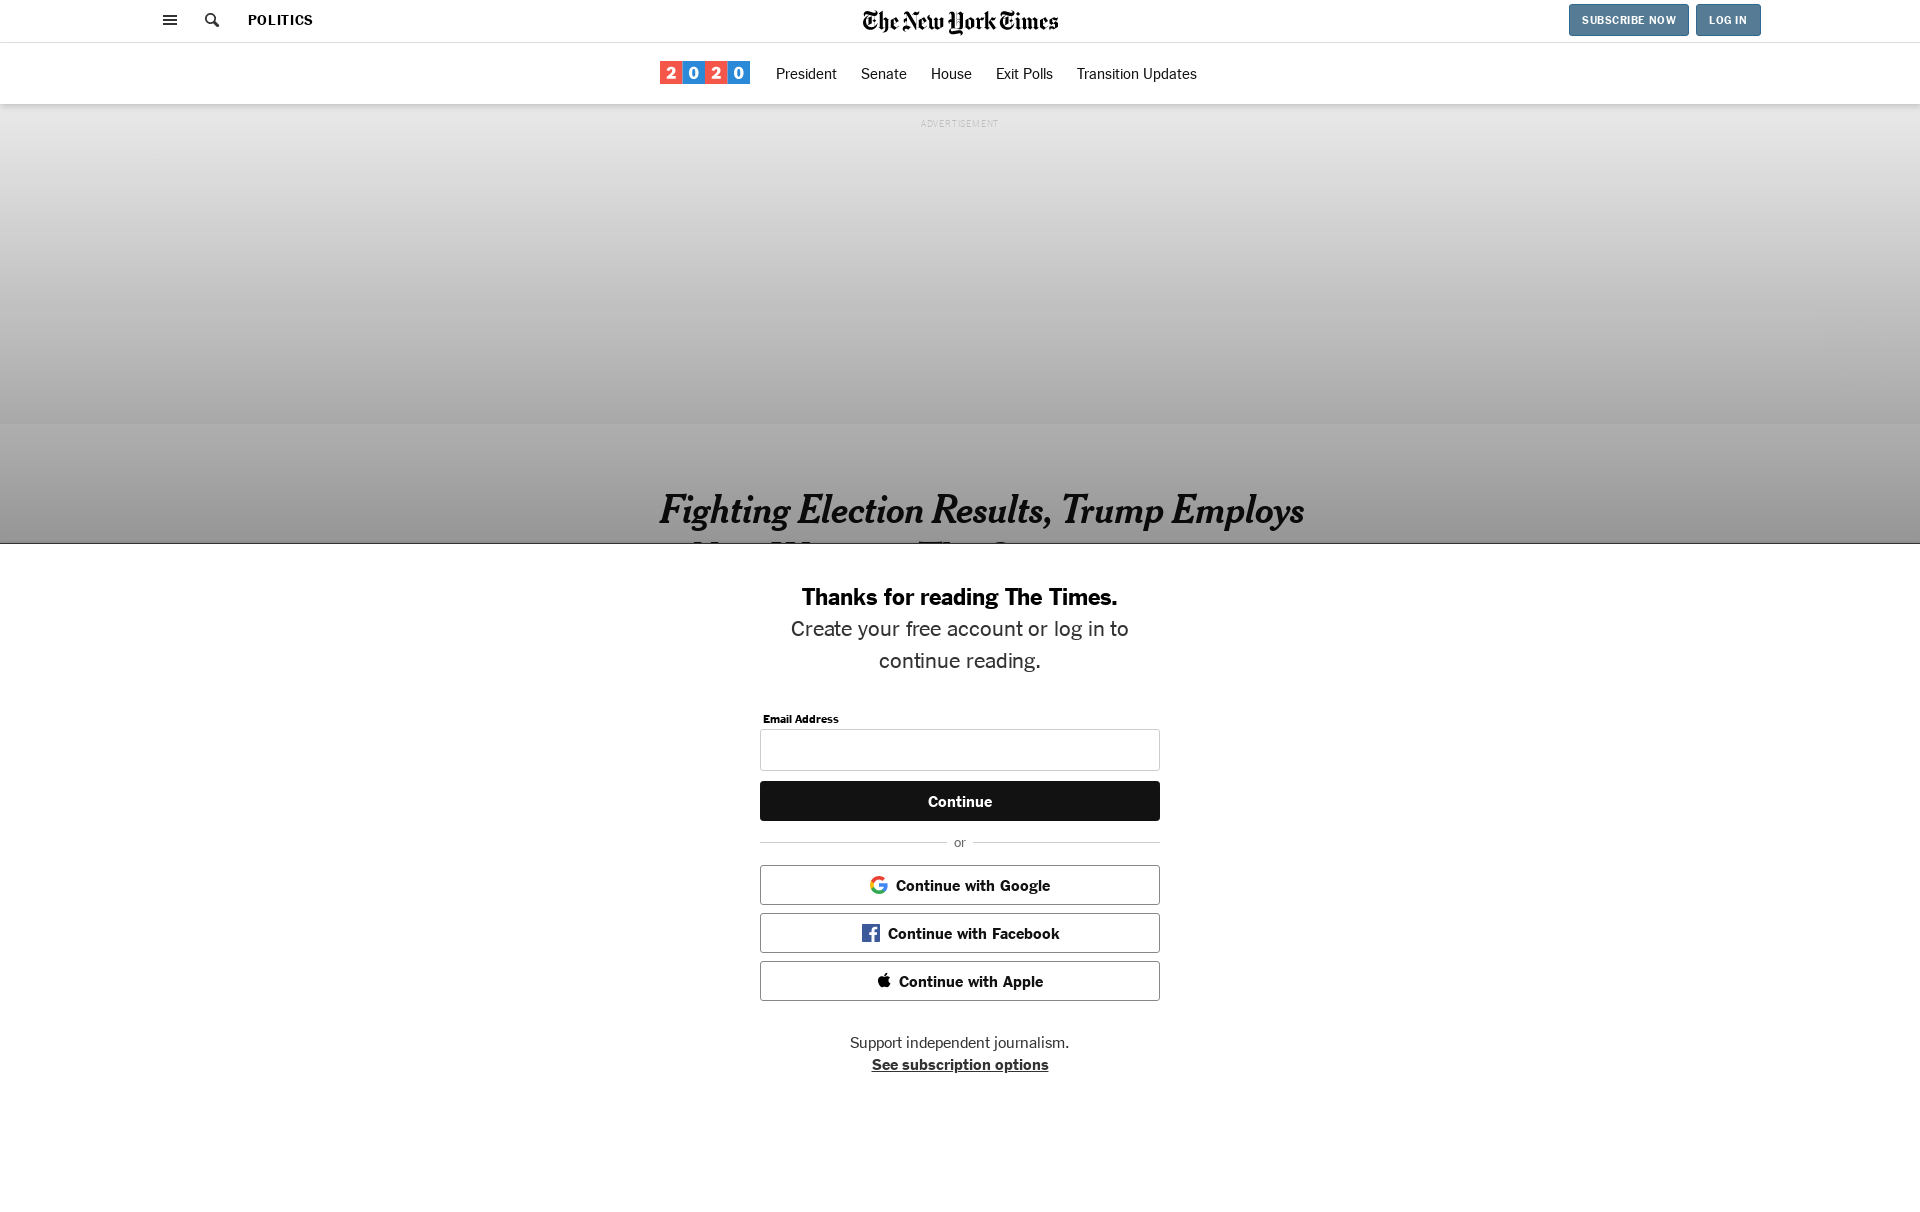 POLITICS
The New York Times
SUBSCRIBE NOW
LOG IN
2020
President
Senate
House
Exit Polls
Transition Updates
ADVERTISEMENT
Fighting Election Results, Trump Employs
Thanks for reading The Times.
Create your free account or log in to
continue reading.
Email Address
Continue
or
Continue with Google
Continue with Facebook
Continue with Apple
Support independent journalism.
See subscription options